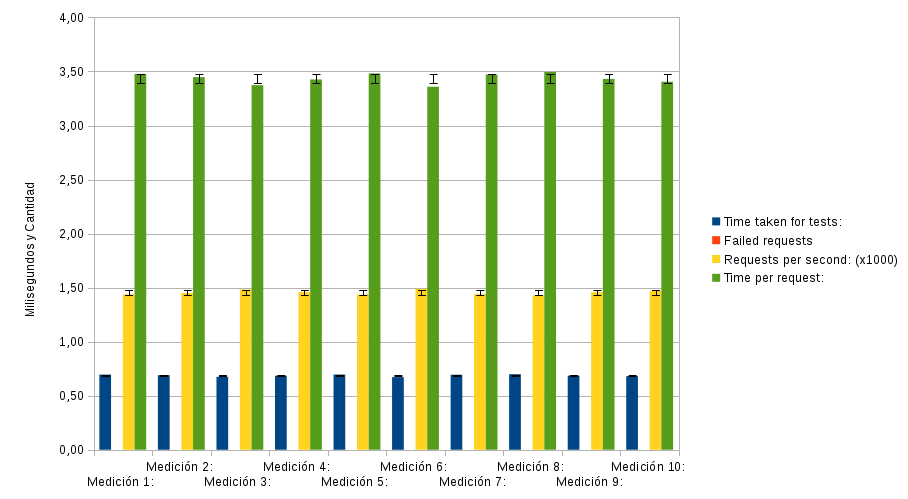 4,00
3,50
3,00
2,50
2,00
1,50
1,00
0,50
0,00
Milisegundos y Cantidad
Medición 1:
Medición 2:
Medición 3:
Medición 4:
Medición 5:
Medición 6:
Medición 7:
Medición 8:
Medición 9:
Medición 10:
Time taken for tests:
Failed requests
Requests per second: (x1000)
Time per request: